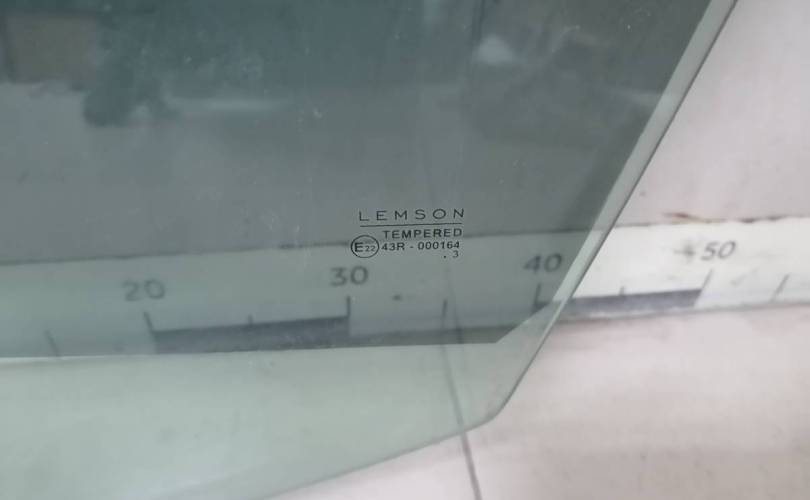 LEMSON
TEMPERED
E22 43R - 000164
. 3
20 30 40 50